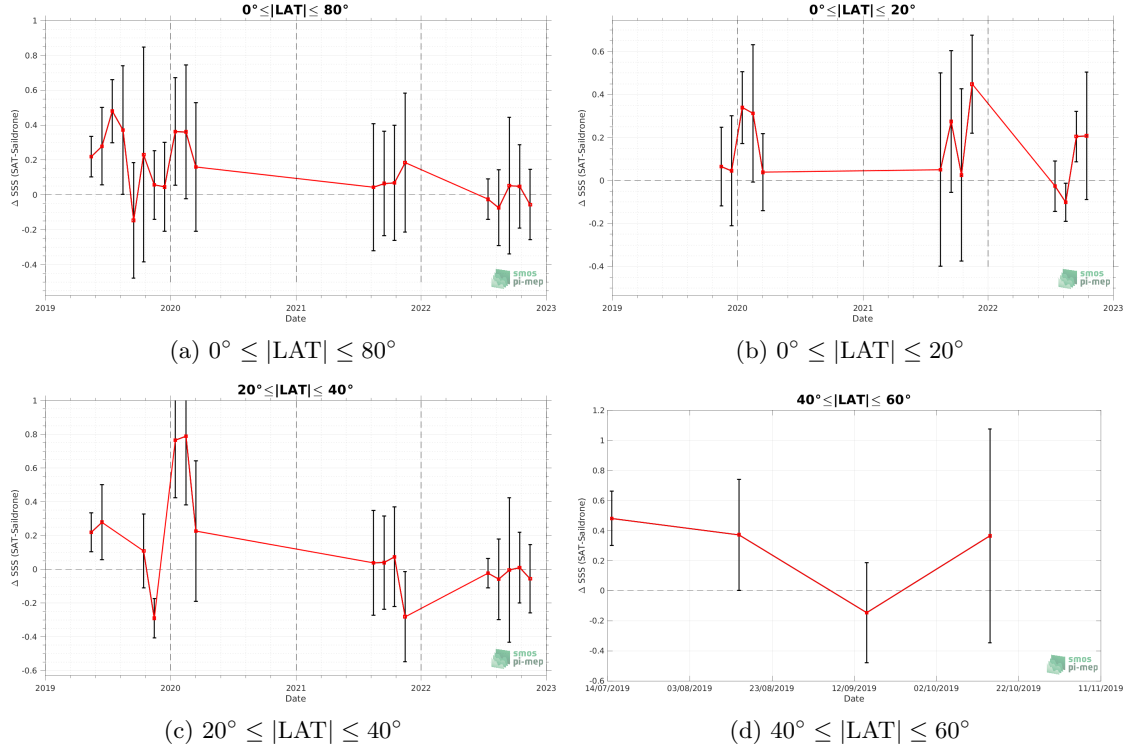 0°≤|LAT|≤ 80°
1
0.8
0.6
0.4
0.2
0
-0.2
-0.4
Δ SSS (SAT-Saildrone)
2019
2020
2021
2022
2023
Date
smos
pi-mep
(a) 0° ≤ |LAT| ≤ 80°
0°≤|LAT|≤ 20°
0.6
0.4
0.2
0
-0.2
-0.4
Δ SSS (SAT-Saildrone)
2019
2020
2021
2022
2023
Date
smos
pi-mep
(b) 0° ≤ |LAT| ≤ 20°
20°≤|LAT|≤ 40°
1
0.8
0.6
0.4
0.2
0
-0.2
-0.4
-0.6
Δ SSS (SAT-Saildrone)
2019
2020
2021
2022
2023
Date
smos
pi-mep
(c) 20° ≤ |LAT| ≤ 40°
40°≤|LAT|≤ 60°
1.2
1
0.8
0.6
0.4
0.2
0
-0.2
-0.4
-0.6
Δ SSS (SAT-Saildrone)
14/07/2019
03/08/2019
23/08/2019
12/09/2019
02/10/2019
22/10/2019
11/11/2019
Date
smos
pi-mep
(d) 40° ≤ |LAT| ≤ 60°